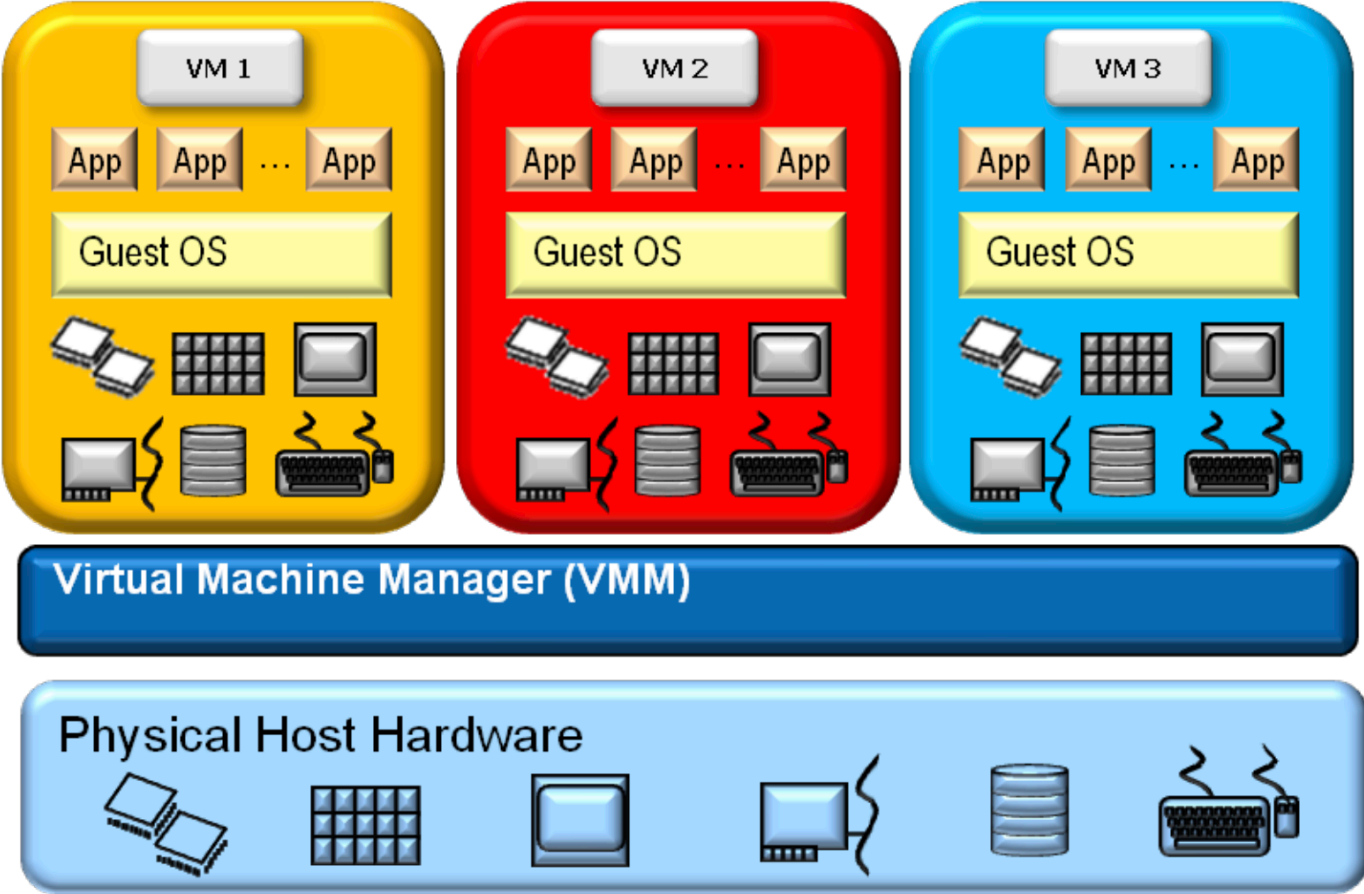 VM 1
App App ... App
Guest OS
VM 2
App App ... App
Guest OS
VM 3
App App ... App
Guest OS
Virtual Machine Manager (VMM)
Physical Host Hardware